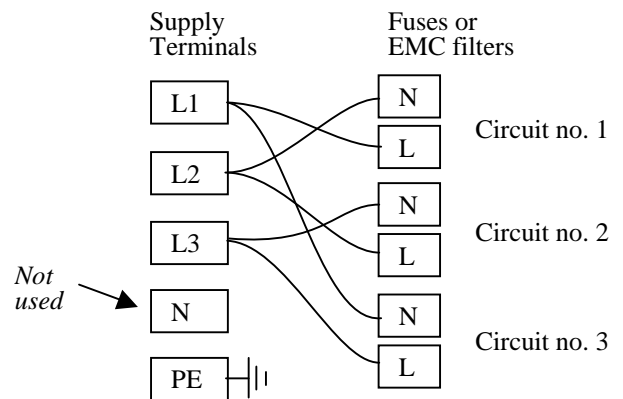 Supply
Terminals
Fuses or
EMC filters
L1
N
L
Circuit no. 1
L2
N
L
Circuit no. 2
L3
Not
used
N
N
L
Circuit no. 3
PE